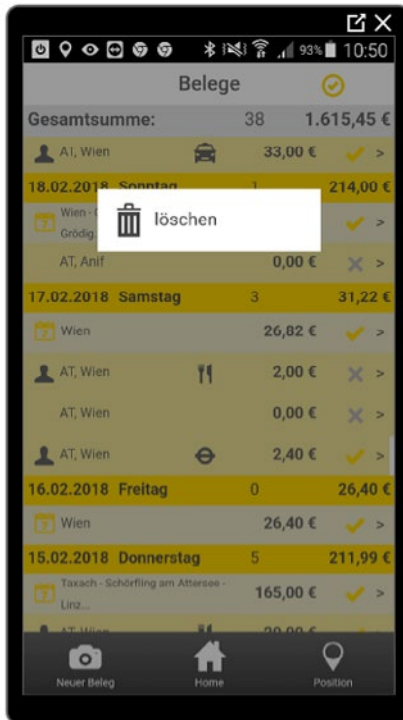 93% 10:50
Belege
Gesamtsumme: 38 1.615,45 €
AT, Wien 33,00 € >
18.02.2018 Sonntag 1 214,00 €
Wien -
Grödig >
löschen
AT, Anif 0,00 € >
17.02.2018 Samstag 3 31,22 €
Wien 26,82 € >
AT, Wien 2,00 € >
AT, Wien 0,00 € >
AT, Wien 2,40 € >
16.02.2018 Freitag 0 26,40 €
Wien 26,40 € >
15.02.2018 Donnerstag 5 211,99 €
Taxach - Schörfling am Attersee -
Linz... 165,00 € >
AT, Wien
Neuer Beleg Home Position